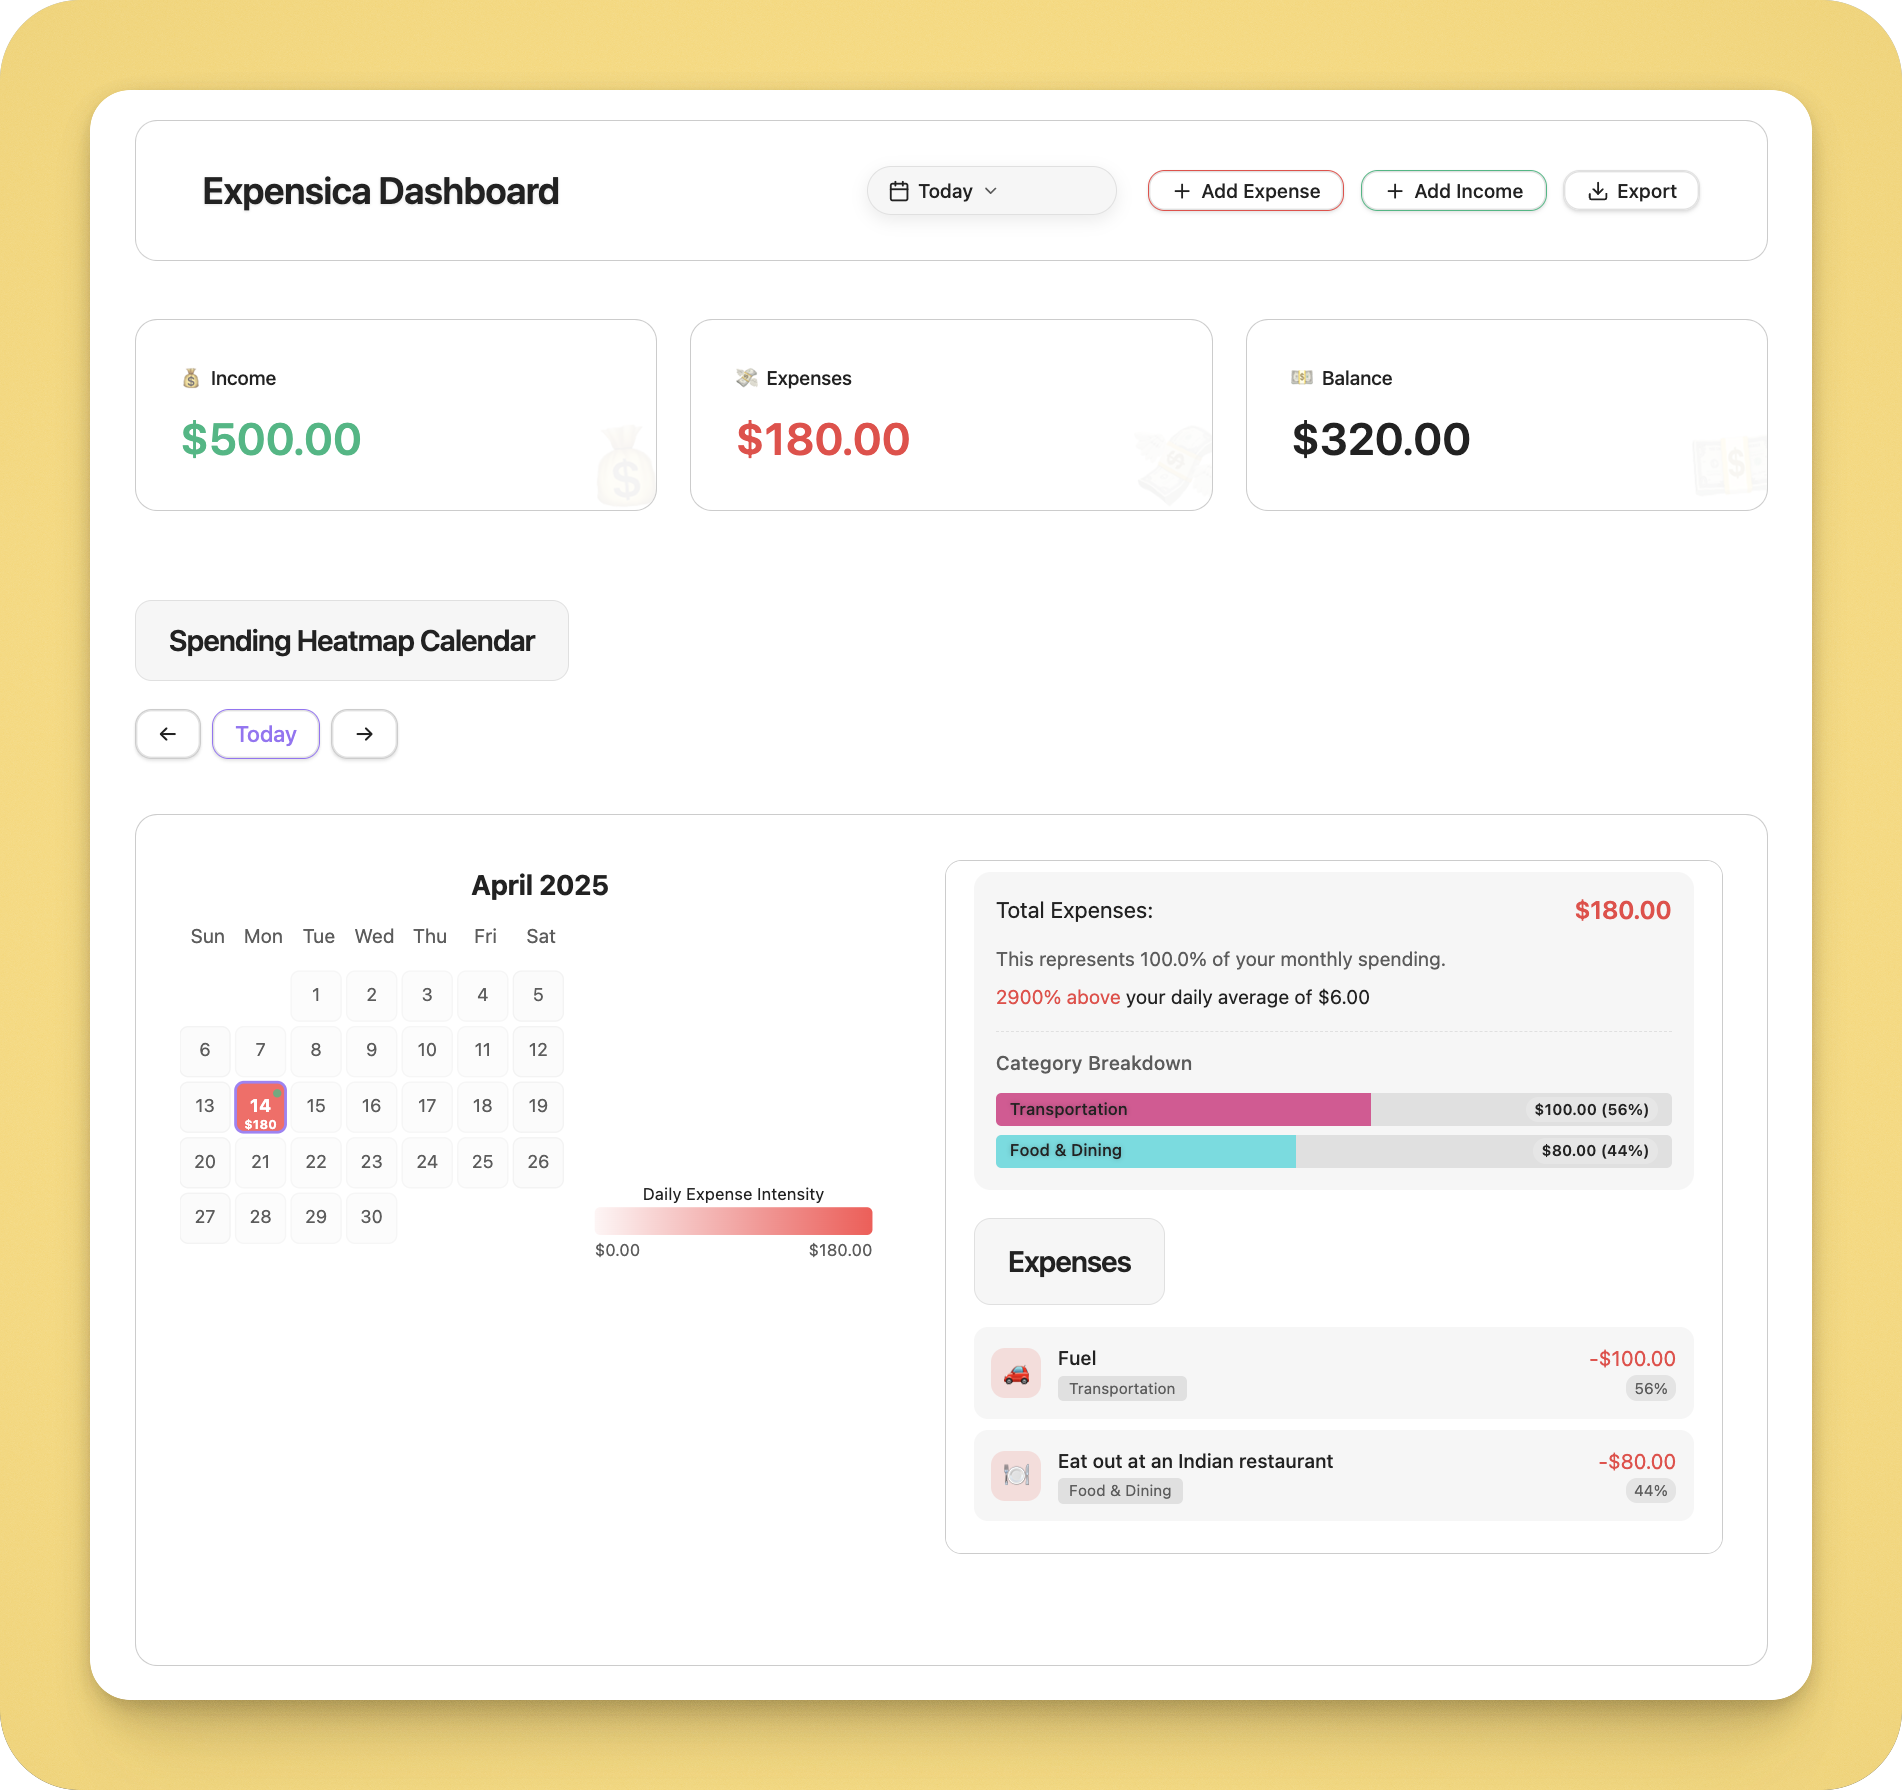 Expensica Dashboard
Today
+ Add Expense
+ Add Income
Export
Income
$500.00
Expenses
$180.00
Balance
$320.00
Spending Heatmap Calendar
← Today →
April 2025
Sun Mon Tue Wed Thu Fri Sat
1 2 3 4 5
6 7 8 9 10 11 12
13 14 15 16 17 18 19
$180
20 21 22 23 24 25 26
27 28 29 30
Daily Expense Intensity
$0.00 $180.00
Total Expenses: $180.00
This represents 100.0% of your monthly spending.
2900% above your daily average of $6.00
Category Breakdown
Transportation $100.00 (56%)
Food & Dining $80.00 (44%)
Expenses
Fuel -$100.00
Transportation 56%
Eat out at an Indian restaurant -$80.00
Food & Dining 44%